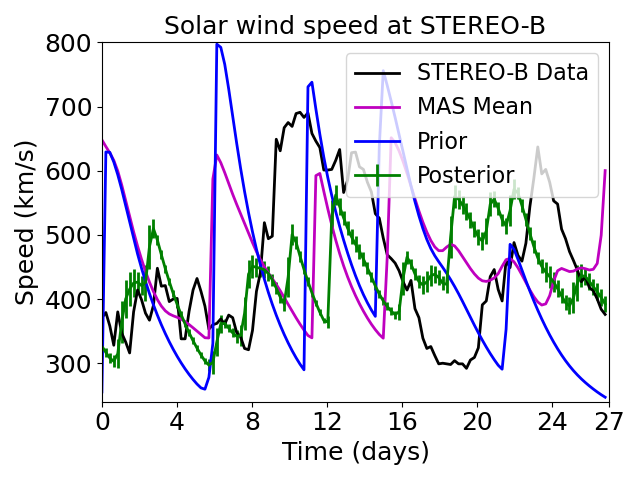 Solar wind speed at STEREO-B
800
700
600
500
400
300
Speed (km/s)
STEREO-B Data
MAS Mean
Prior
Posterior
0 4 8 12 16 20 24 27
Time (days)